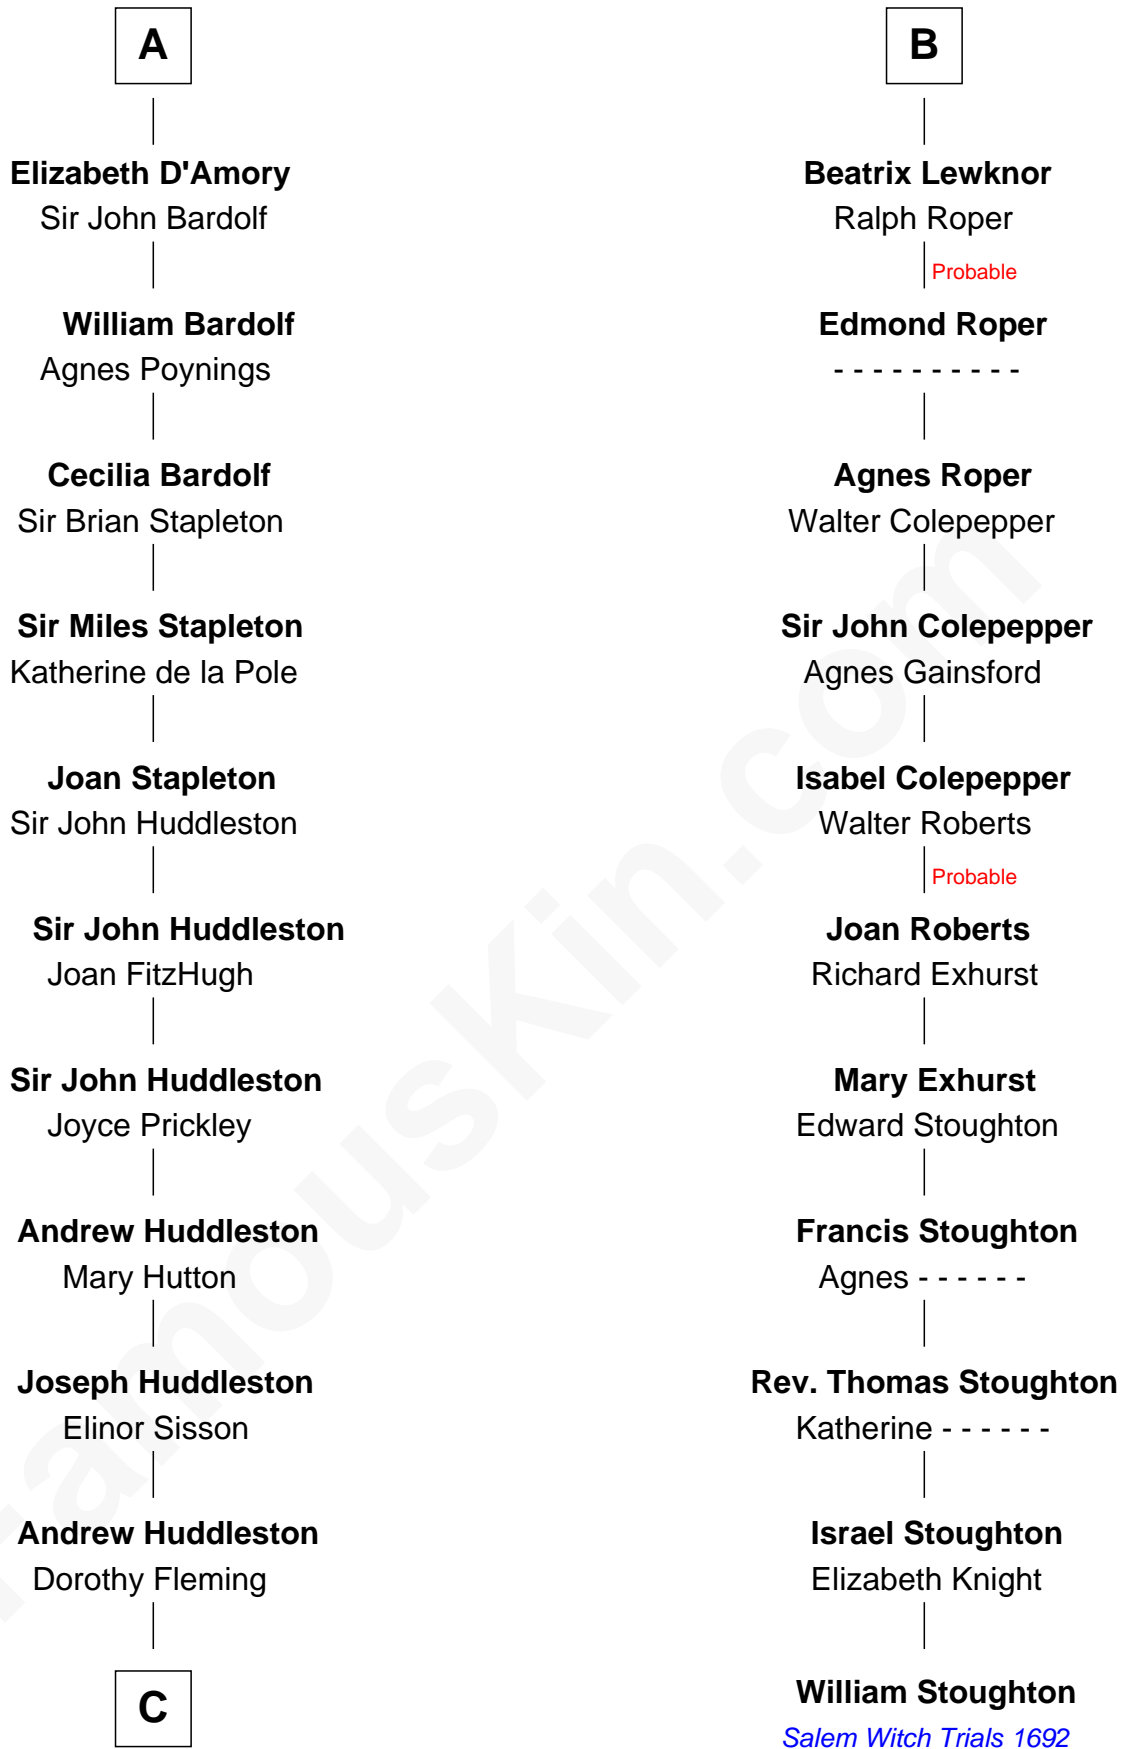 A
Elizabeth D'Amory
Sir John Bardolf
William Bardolf
Agnes Poynings
Cecilia Bardolf
Sir Brian Stapleton
Sir Miles Stapleton
Katherine de la Pole
Joan Stapleton
Sir John Huddleston
Sir John Huddleston
Joan FitzHugh
Sir John Huddleston
Joyce Prickley
Andrew Huddleston
Mary Hutton
Joseph Huddleston
Elinor Sisson
Andrew Huddleston
Dorothy Fleming
C
B
Beatrix Lewknor
Ralph Roper
Probable
Edmond Roper
- - - - - - - - - -
Agnes Roper
Walter Colepepper
Sir John Colepepper
Agnes Gainsford
Isabel Colepepper
Walter Roberts
Probable
Joan Roberts
Richard Exhurst
Mary Exhurst
Edward Stoughton
Francis Stoughton
Agnes - - - - - -
Rev. Thomas Stoughton
Katherine - - - - - -
Israel Stoughton
Elizabeth Knight
William Stoughton
Salem Witch Trials 1692
FamousKin.com